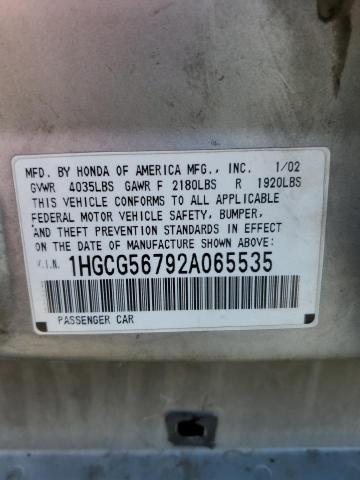 MFD. BY HONDA OF AMERICA MFG., INC. 1/02
GVWR 4035LBS GAWR F 2180LBS R 1920LBS
THIS VEHICLE CONFORMS TO ALL APPLICABLE
FEDERAL MOTOR VEHICLE SAFETY, BUMPER,
AND THEFT PREVENTION STANDARDS IN EFFECT
ON THE DATE OF MANUFACTURE SHOWN ABOVE.
V.I.N. 1HGCG56792A065535
PASSENGER CAR